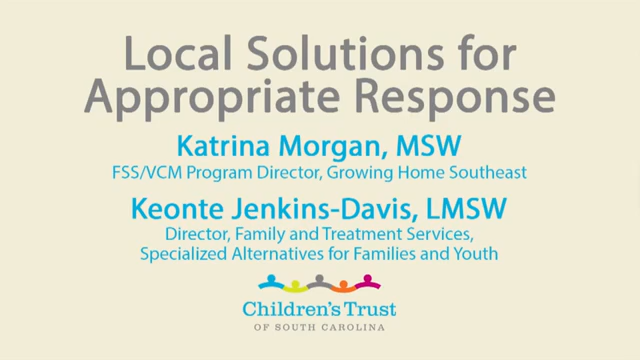 Local Solutions for
Appropriate Response
Katrina Morgan, MSW
FSS/VCM Program Director, Growing Home Southeast
Keonte Jenkins-Davis, LMSW
Director, Family and Treatment Services,
Specialized Alternatives for Families and Youth
Children's Trust
OF SOUTH CAROLINA